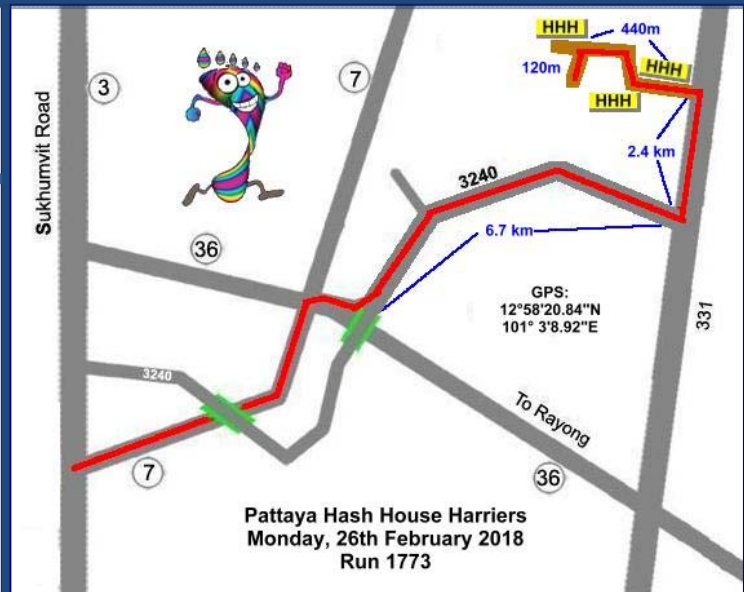 HHH
440m
Sukhumvit Road
3
7
120m
HHH
HHH
2.4 km
3240
6.7 km
36
GPS:
12°58'20.84"N
101° 3'8.92"E
331
3240
To Rayong
7
36
Pattaya Hash House Harriers
Monday, 26th February 2018
Run 1773